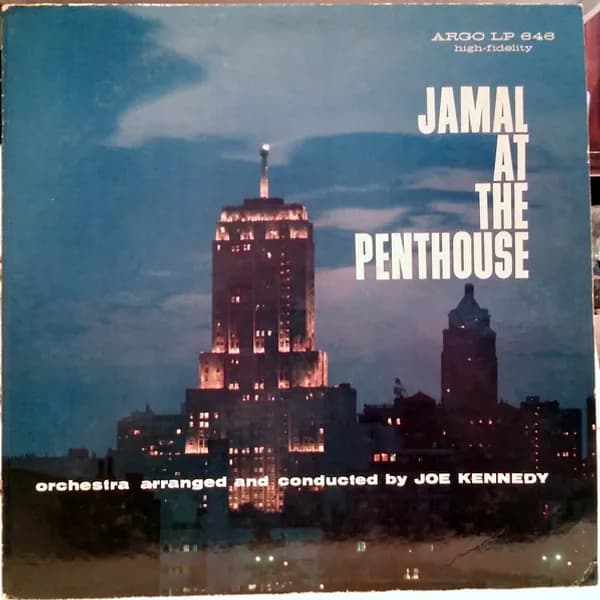 ARGO LP 646
high-fidelity
JAMAL
AT
THE
PENTHOUSE
orchestra arranged and conducted by JOE KENNEDY